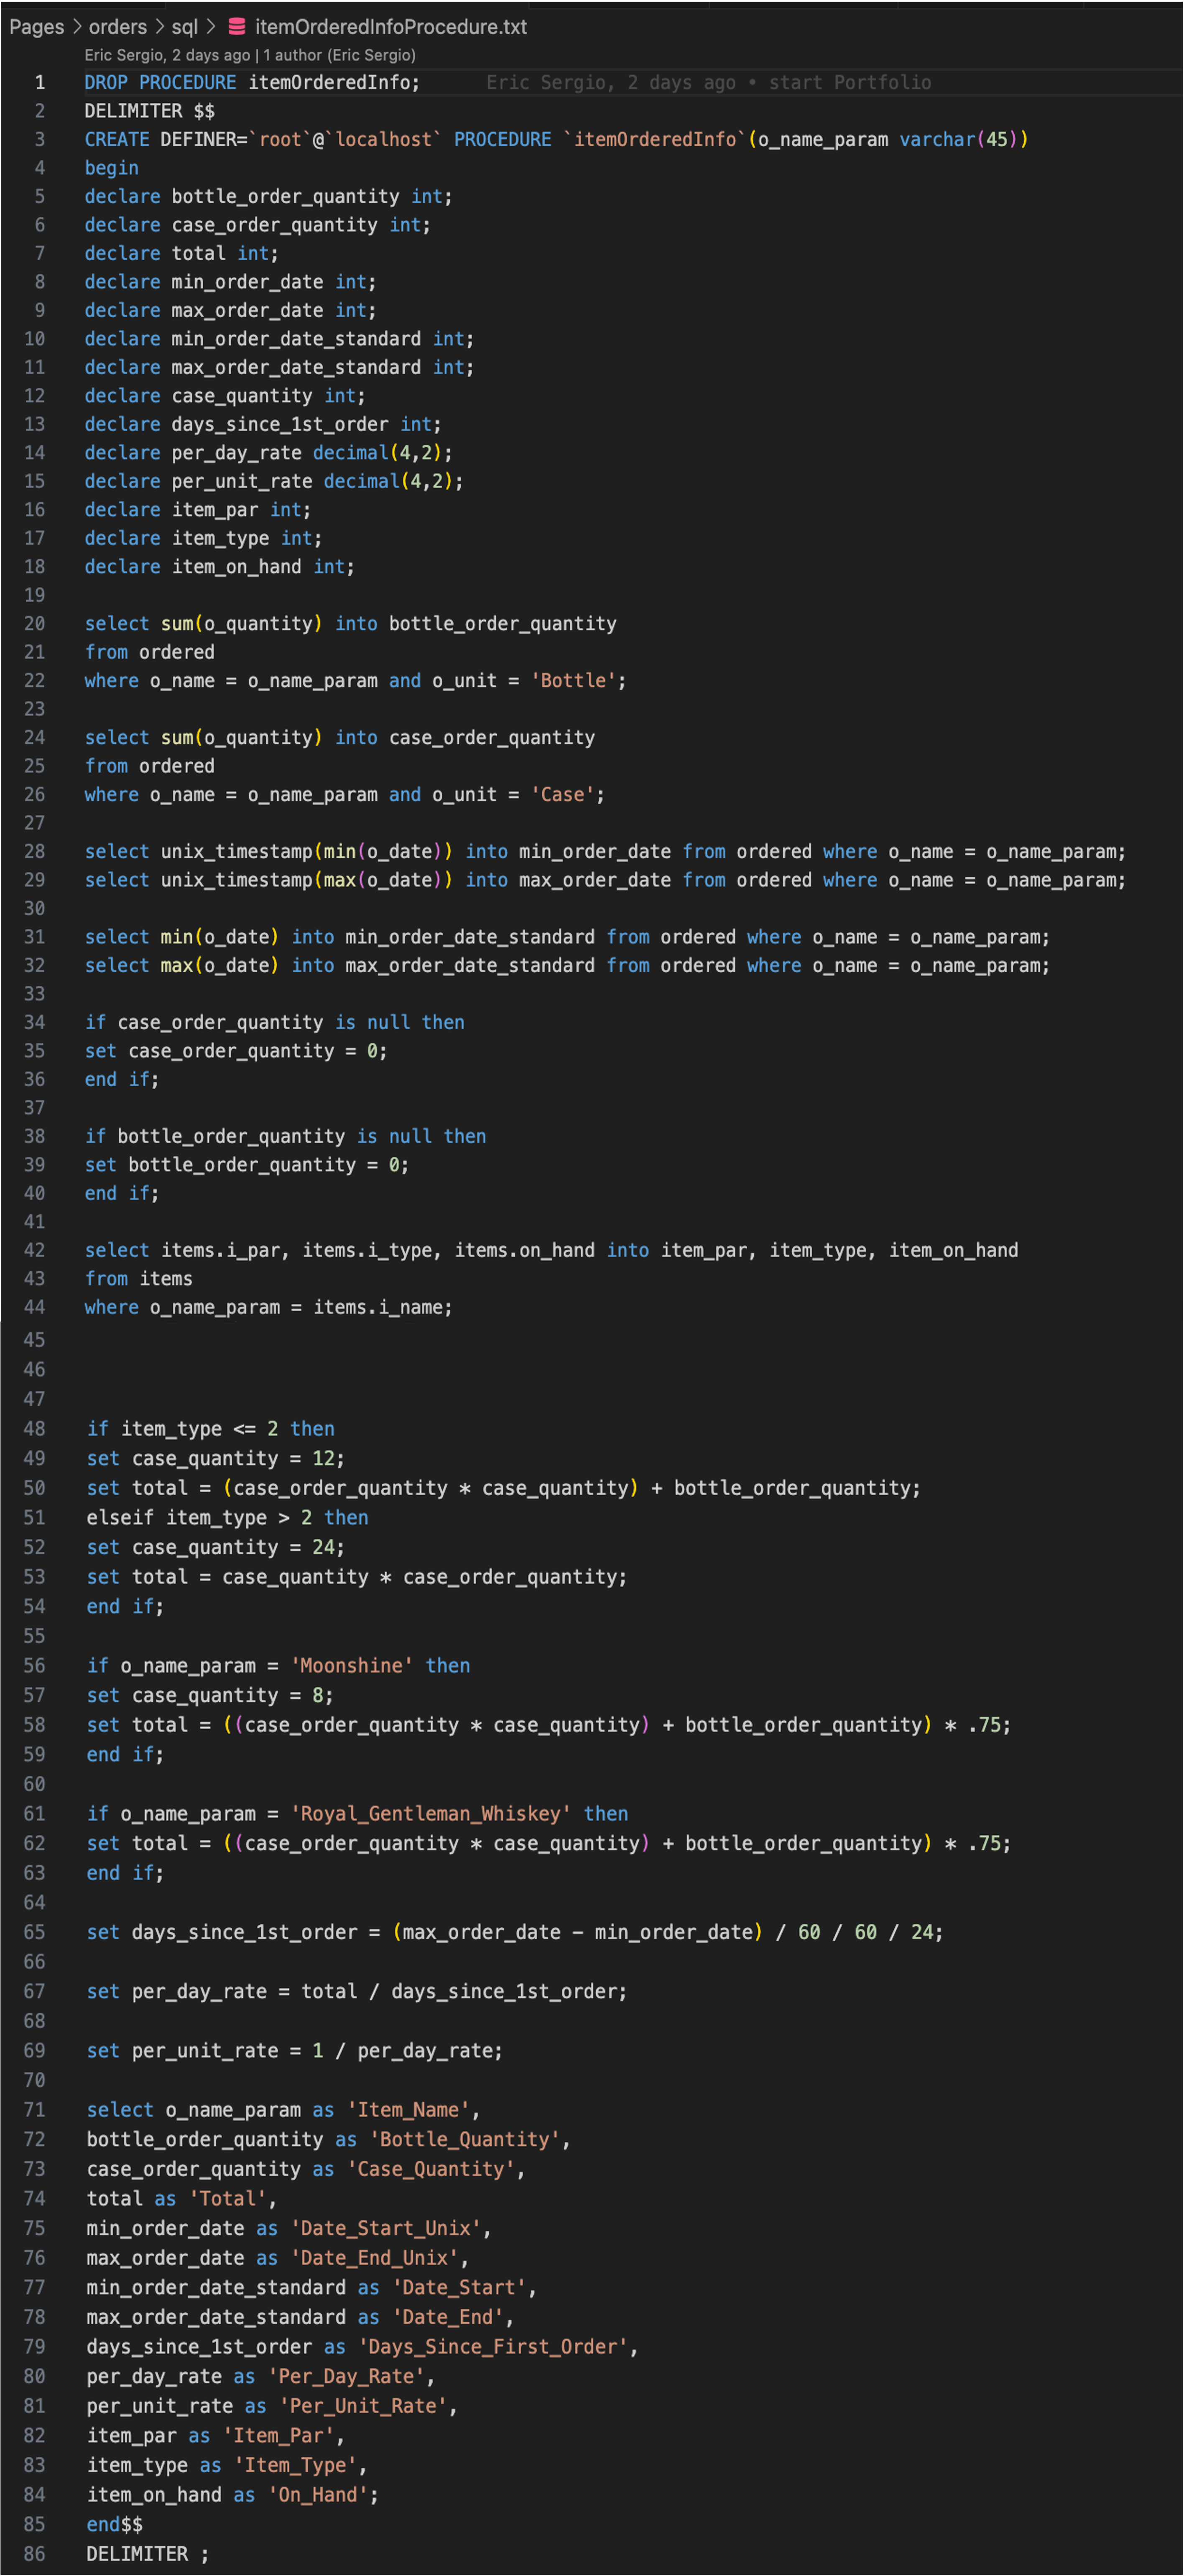 Pages > orders > sql > itemOrderedInfoProcedure.txt
Eric Sergio, 2 days ago | 1 author (Eric Sergio)
1 DROP PROCEDURE itemOrderedInfo; Eric Sergio, 2 days ago • start Portfolio
2 DELIMITER $$
3 CREATE DEFINER=`root`@`localhost` PROCEDURE `itemOrderedInfo`(o_name_param varchar(45))
4 begin
5 declare bottle_order_quantity int;
6 declare case_order_quantity int;
7 declare total int;
8 declare min_order_date int;
9 declare max_order_date int;
10 declare min_order_date_standard int;
11 declare max_order_date_standard int;
12 declare case_quantity int;
13 declare days_since_1st_order int;
14 declare per_day_rate decimal(4,2);
15 declare per_unit_rate decimal(4,2);
16 declare item_par int;
17 declare item_type int;
18 declare item_on_hand int;
19
20 select sum(o_quantity) into bottle_order_quantity
21 from ordered
22 where o_name = o_name_param and o_unit = 'Bottle';
23
24 select sum(o_quantity) into case_order_quantity
25 from ordered
26 where o_name = o_name_param and o_unit = 'Case';
27
28 select unix_timestamp(min(o_date)) into min_order_date from ordered where o_name = o_name_param;
29 select unix_timestamp(max(o_date)) into max_order_date from ordered where o_name = o_name_param;
30
31 select min(o_date) into min_order_date_standard from ordered where o_name = o_name_param;
32 select max(o_date) into max_order_date_standard from ordered where o_name = o_name_param;
33
34 if case_order_quantity is null then
35 set case_order_quantity = 0;
36 end if;
37
38 if bottle_order_quantity is null then
39 set bottle_order_quantity = 0;
40 end if;
41
42 select items.i_par, items.i_type, items.on_hand into item_par, item_type, item_on_hand
43 from items
44 where o_name_param = items.i_name;
45
46
47
48 if item_type <= 2 then
49 set case_quantity = 12;
50 set total = (case_order_quantity * case_quantity) + bottle_order_quantity;
51 elseif item_type > 2 then
52 set case_quantity = 24;
53 set total = case_quantity * case_order_quantity;
54 end if;
55
56 if o_name_param = 'Moonshine' then
57 set case_quantity = 8;
58 set total = ((case_order_quantity * case_quantity) + bottle_order_quantity) * .75;
59 end if;
60
61 if o_name_param = 'Royal_Gentleman_Whiskey' then
62 set total = ((case_order_quantity * case_quantity) + bottle_order_quantity) * .75;
63 end if;
64
65 set days_since_1st_order = (max_order_date - min_order_date) / 60 / 60 / 24;
66
67 set per_day_rate = total / days_since_1st_order;
68
69 set per_unit_rate = 1 / per_day_rate;
70
71 select o_name_param as 'Item_Name',
72 bottle_order_quantity as 'Bottle_Quantity',
73 case_order_quantity as 'Case_Quantity',
74 total as 'Total',
75 min_order_date as 'Date_Start_Unix',
76 max_order_date as 'Date_End_Unix',
77 min_order_date_standard as 'Date_Start',
78 max_order_date_standard as 'Date_End',
79 days_since_1st_order as 'Days_Since_First_Order',
80 per_day_rate as 'Per_Day_Rate',
81 per_unit_rate as 'Per_Unit_Rate',
82 item_par as 'Item_Par',
83 item_type as 'Item_Type',
84 item_on_hand as 'On_Hand';
85 end$$
86 DELIMITER ;